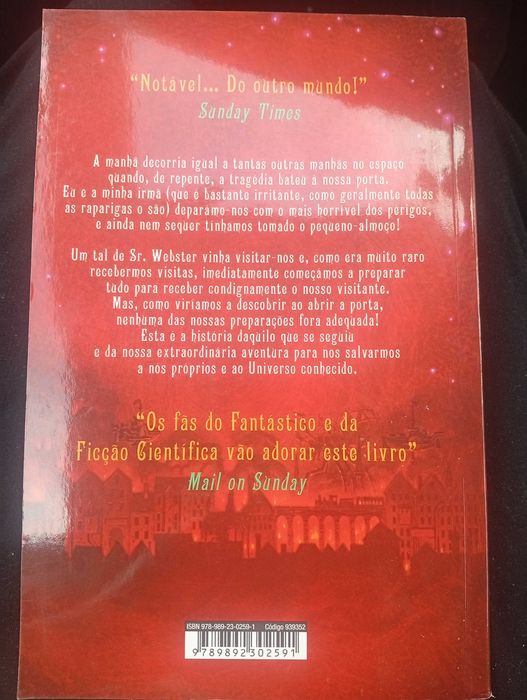 “Notável... Do outro mundo!”
Sunday Times
A manhã decorria igual a tantas outras manhãs no espaço
quando, de repente, a tragédia bateu à nossa porta.
Eu e a minha irmã (que é bastante irritante, como geralmente todas
as raparigas o são) deparámo-nos com o mais horrível dos perigos,
e ainda nem sequer tínhamos tomado o pequeno-almoço!
Um tal de Sr. Webster vinha visitar-nos e, como era muito raro
recebermos visitas, imediatamente começámos a preparar
tudo para receber condignamente o nosso visitante.
Mas, como viríamos a descobrir ao abrir a porta,
nenhuma das nossas preparações fora adequada!
Esta é a história daquilo que se seguiu
e da nossa extraordinária aventura para nos salvarmos
a nós próprios e ao Universo conhecido.
“Os fãs do Fantástico e da
Ficção Científica vão adorar este livro”
Mail on Sunday
ISBN 978-989-23-0259-1 Código 939352
9789892302591